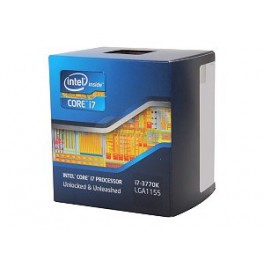 intel inside
CORE i7
INTEL® CORE™ i7 PROCESSOR
Unlocked & Unleashed
i7-3770K
LGA1155